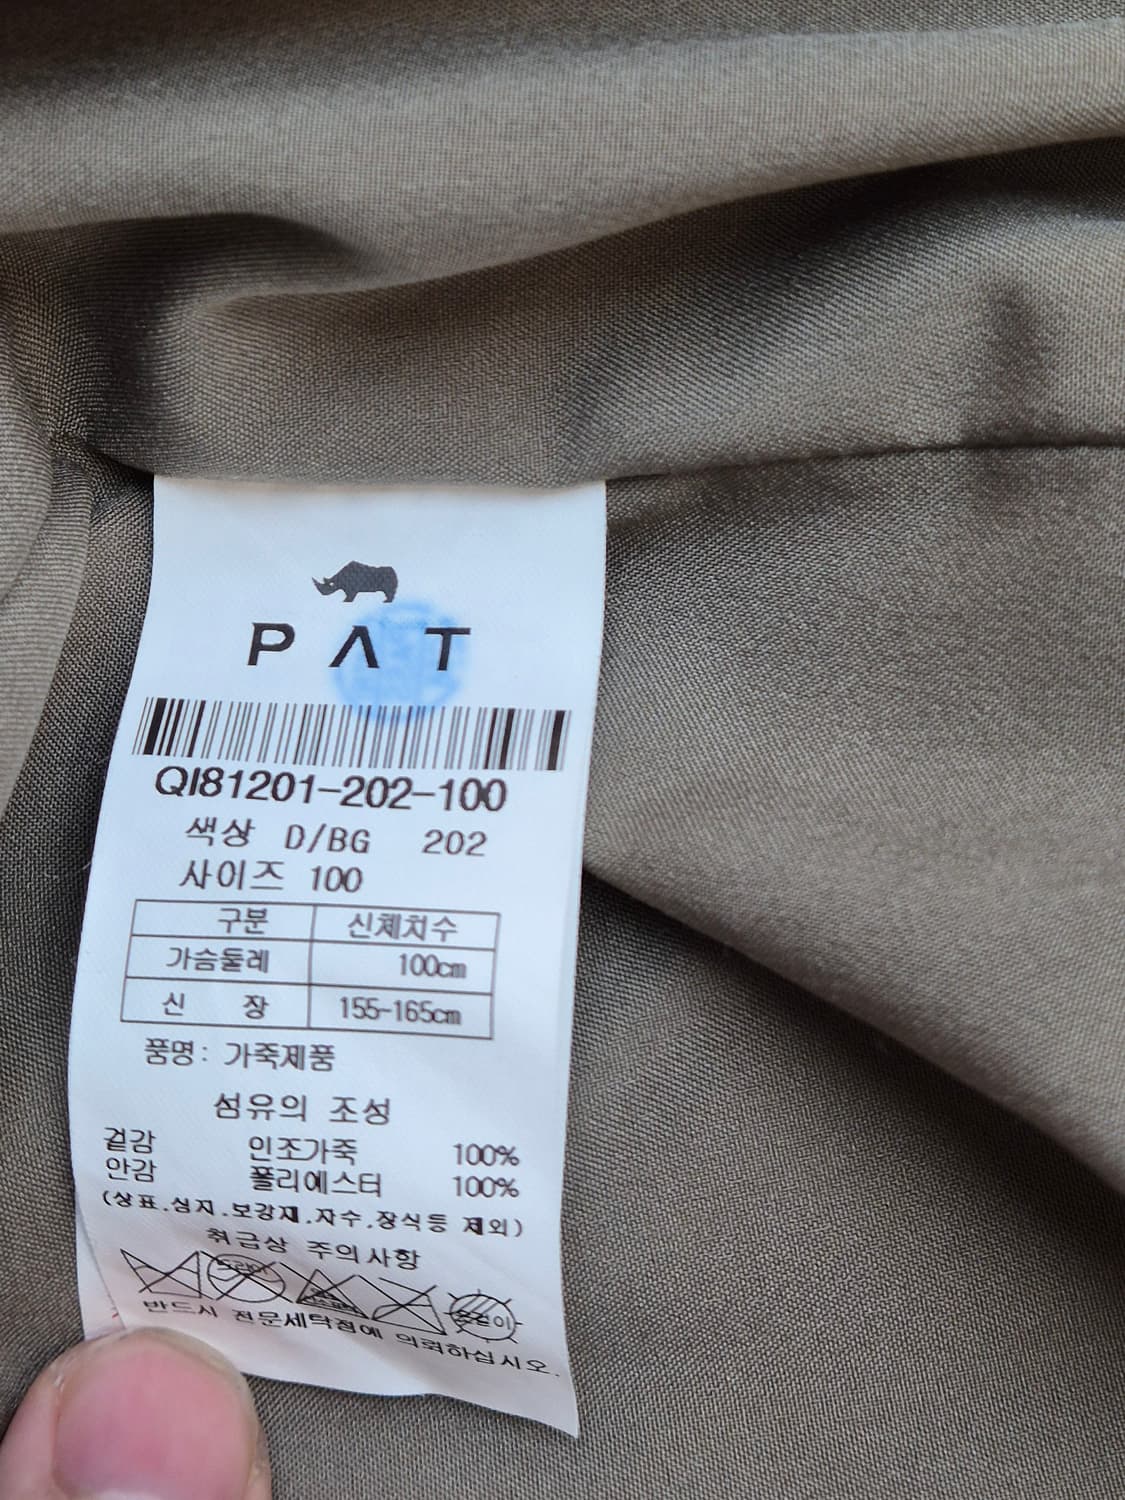 PAT
QI81201-202-100
색상 D/BG 202
사이즈 100
구분 신체치수
가슴둘레 100cm
신 장 155-165cm
품명: 가죽제품
섬유의 조성
겉감 인조가죽 100%
안감 폴리에스터 100%
(상표.심지.보강재.자수.장식등 제외)
취급상 주의사항
반드시 전문세탁점에 의뢰하십시오.